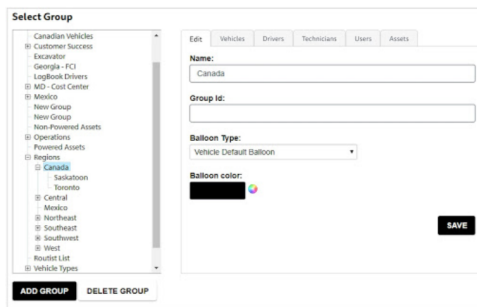 Select Group
Canadian Vehicles
Customer Success
Excavator
Georgia - FCI
LogBook Drivers
MD - Cost Center
Mexico
New Group
New Group
Non-Powered Assets
Operations
Powered Assets
Regions
Canada
Saskatoon
Toronto
Central
Mexico
Northeast
Southeast
Southwest
West
Routist List
Vehicle Types
ADD GROUP DELETE GROUP
Edit Vehicles Drivers Technicians Users Assets
Name:
Canada
Group Id:
Balloon Type:
Vehicle Default Balloon
Balloon color:
SAVE